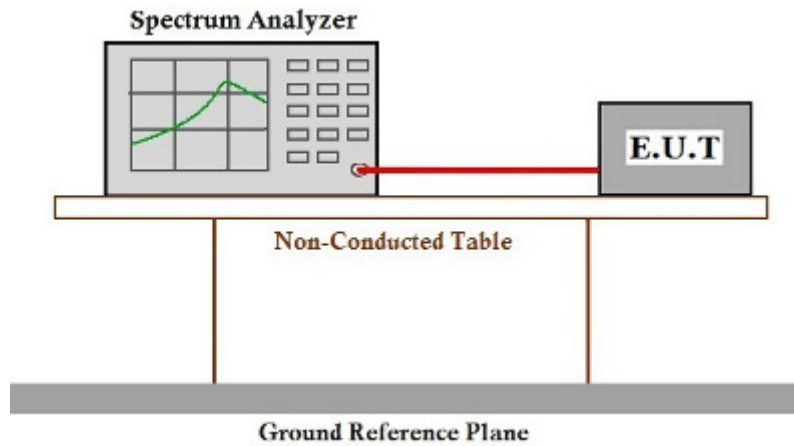 Spectrum Analyzer
E.U.T
Non-Conducted Table
Ground Reference Plane